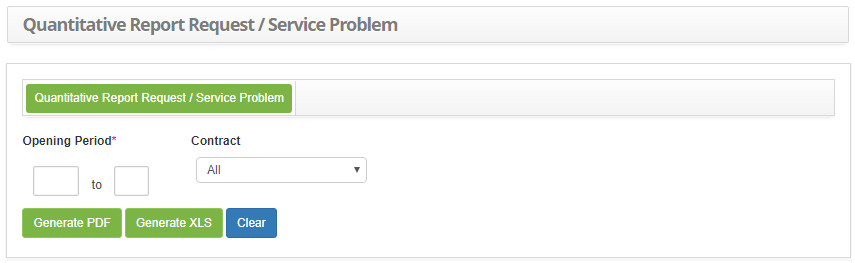 Quantitative Report Request / Service Problem
Quantitative Report Request / Service Problem
Opening Period* Contract
to All
Generate PDF Generate XLS Clear